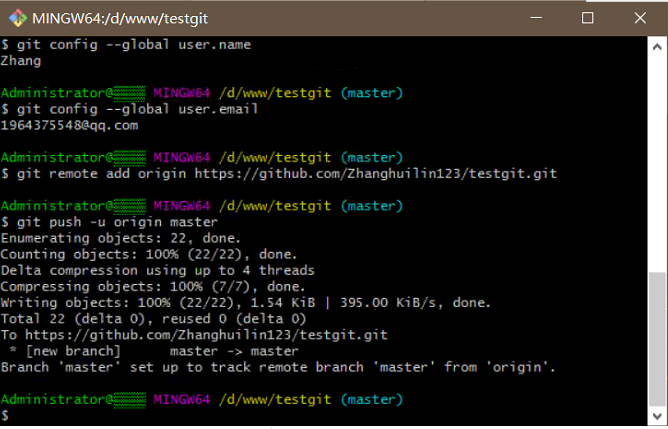 MINGW64:/d/www/testgit
$ git config --global user.name
Zhang
Administrator@▒▒▒▒ MINGW64 /d/www/testgit (master)
$ git config --global user.email
1964375548@qq.com
Administrator@▒▒▒▒ MINGW64 /d/www/testgit (master)
$ git remote add origin https://github.com/Zhanghuilin123/testgit.git
Administrator@▒▒▒▒ MINGW64 /d/www/testgit (master)
$ git push -u origin master
Enumerating objects: 22, done.
Counting objects: 100% (22/22), done.
Delta compression using up to 4 threads
Compressing objects: 100% (7/7), done.
Writing objects: 100% (22/22), 1.54 KiB | 395.00 KiB/s, done.
Total 22 (delta 0), reused 0 (delta 0)
To https://github.com/Zhanghuilin123/testgit.git
 * [new branch]      master -> master
Branch 'master' set up to track remote branch 'master' from 'origin'.
Administrator@▒▒▒▒ MINGW64 /d/www/testgit (master)
$